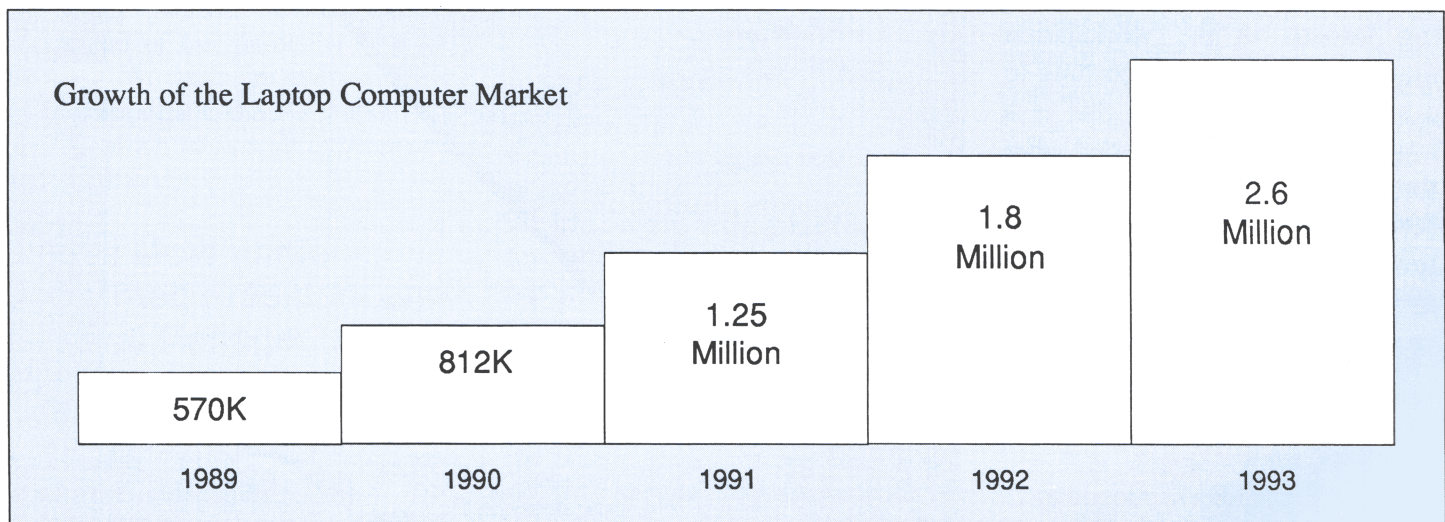 Growth of the Laptop Computer Market
2.6
Million
1.8
Million
1.25
Million
812K
570K
1989 1990 1991 1992 1993